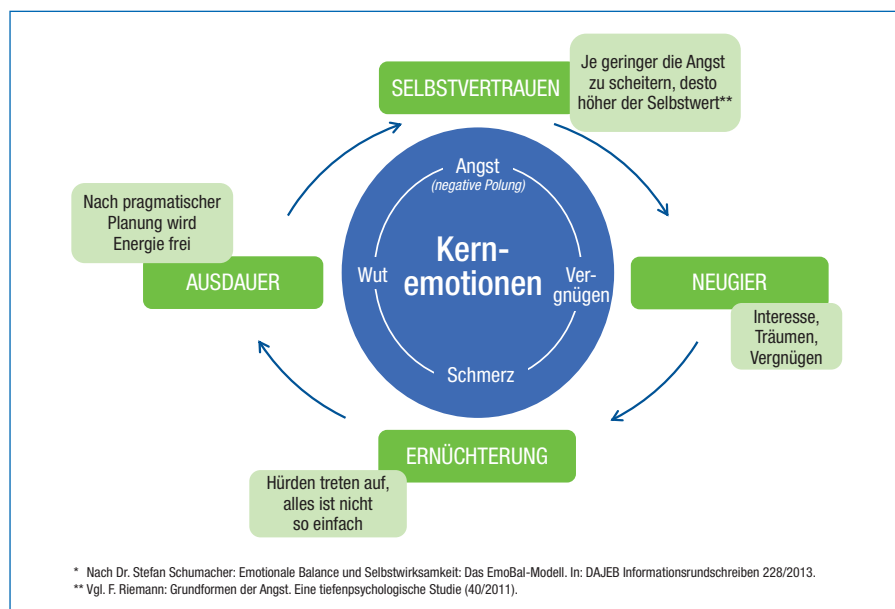 SELBSTVERTRAUEN
Je geringer die Angst
zu scheitern, desto
höher der Selbstwert**
Angst
(negative Polung)
Nach pragmatischer
Planung wird
Energie frei
AUSDAUER
Wut
Kern-
emotionen
Ver-
gnügen
NEUGIER
Interesse,
Träumen,
Vergnügen
Schmerz
ERNÜCHTERUNG
Hürden treten auf,
alles ist nicht
so einfach
* Nach Dr. Stefan Schumacher: Emotionale Balance und Selbstwirksamkeit: Das EmoBal-Modell. In: DAJEB Informationsrundschreiben 228/2013.
** Vgl. F. Riemann: Grundformen der Angst. Eine tiefenpsychologische Studie (40/2011).